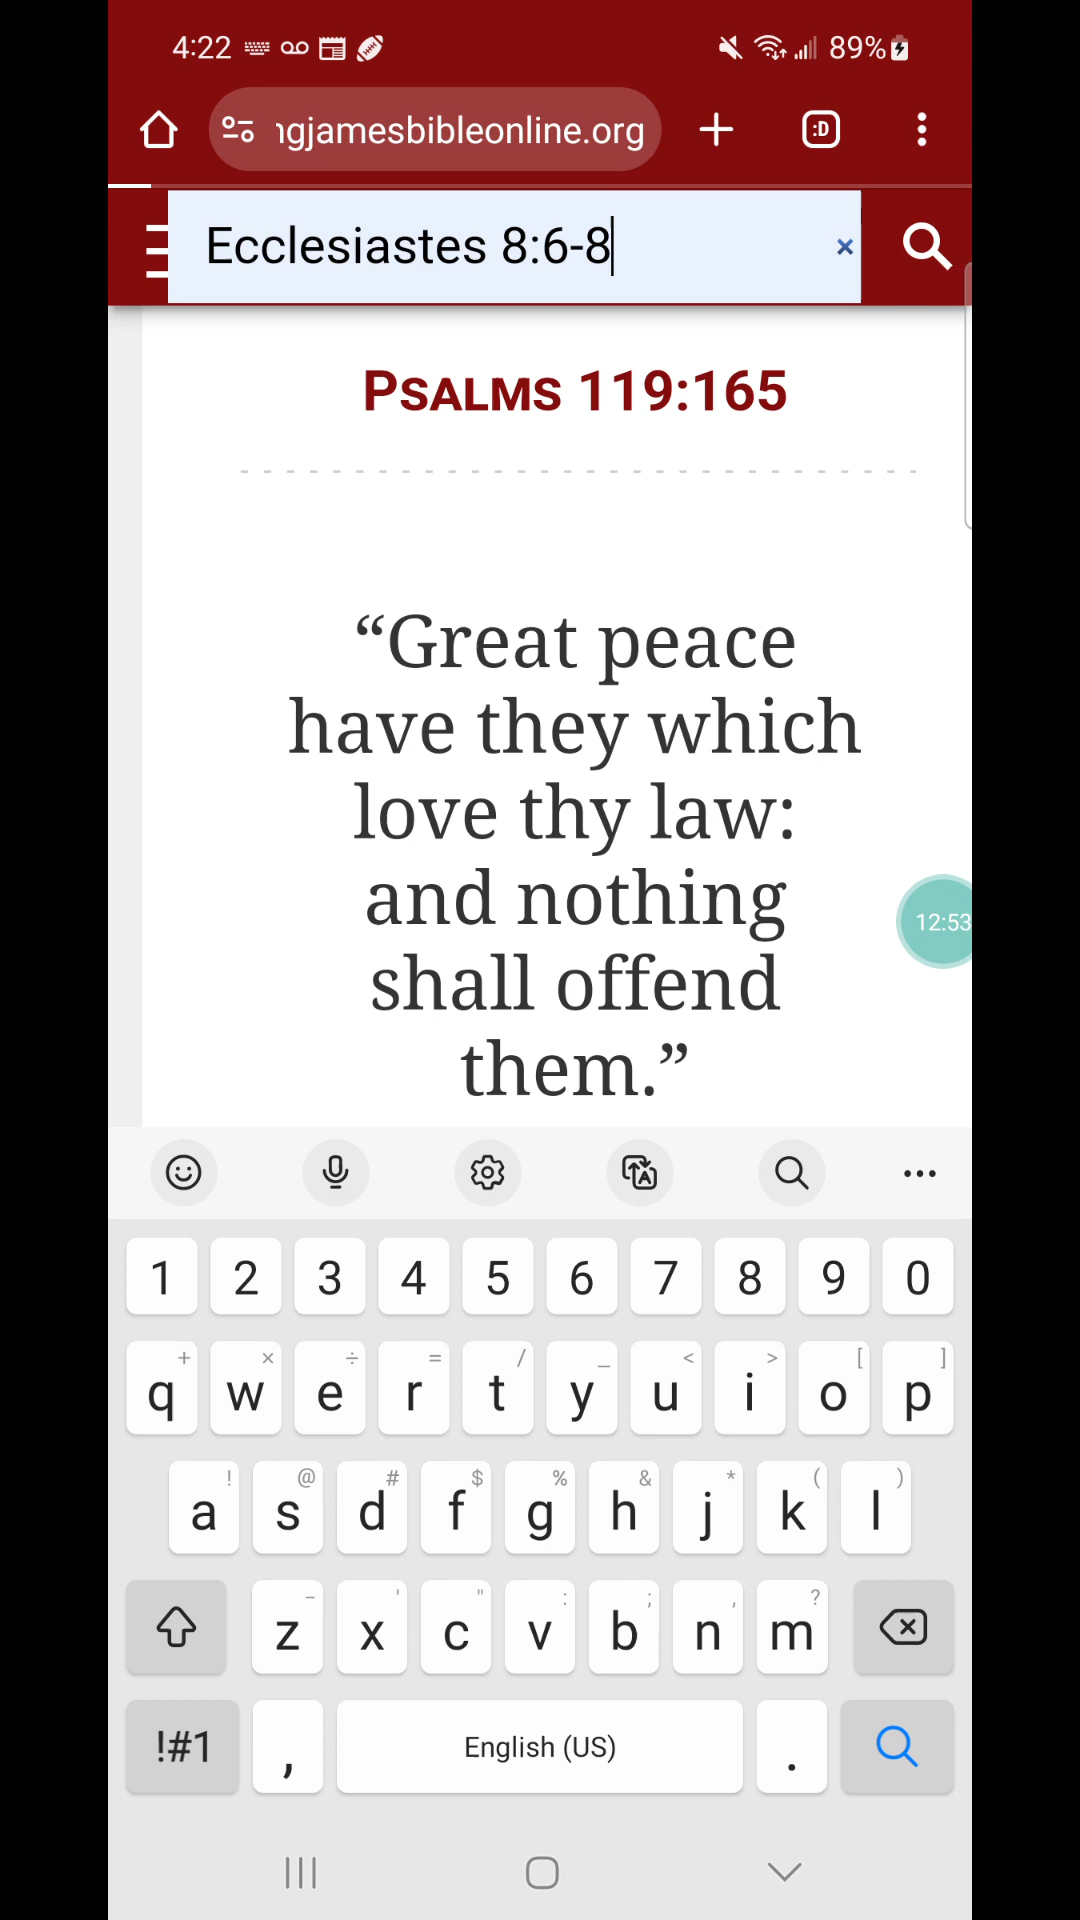 4:22
89%
ngjamesbibleonline.org
:D
Ecclesiastes 8:6-8
×
PSALMS 119:165
“Great peace
have they which
love thy law:
and nothing
shall offend
them.”
12:53
1 2 3 4 5 6 7 8 9 0
+ × ÷ = / _ < > [ ]
q w e r t y u i o p
! @ # $ % & * ( )
a s d f g h j k l
- ' " : ; , ?
z x c v b n m
!#1 , English (US) .